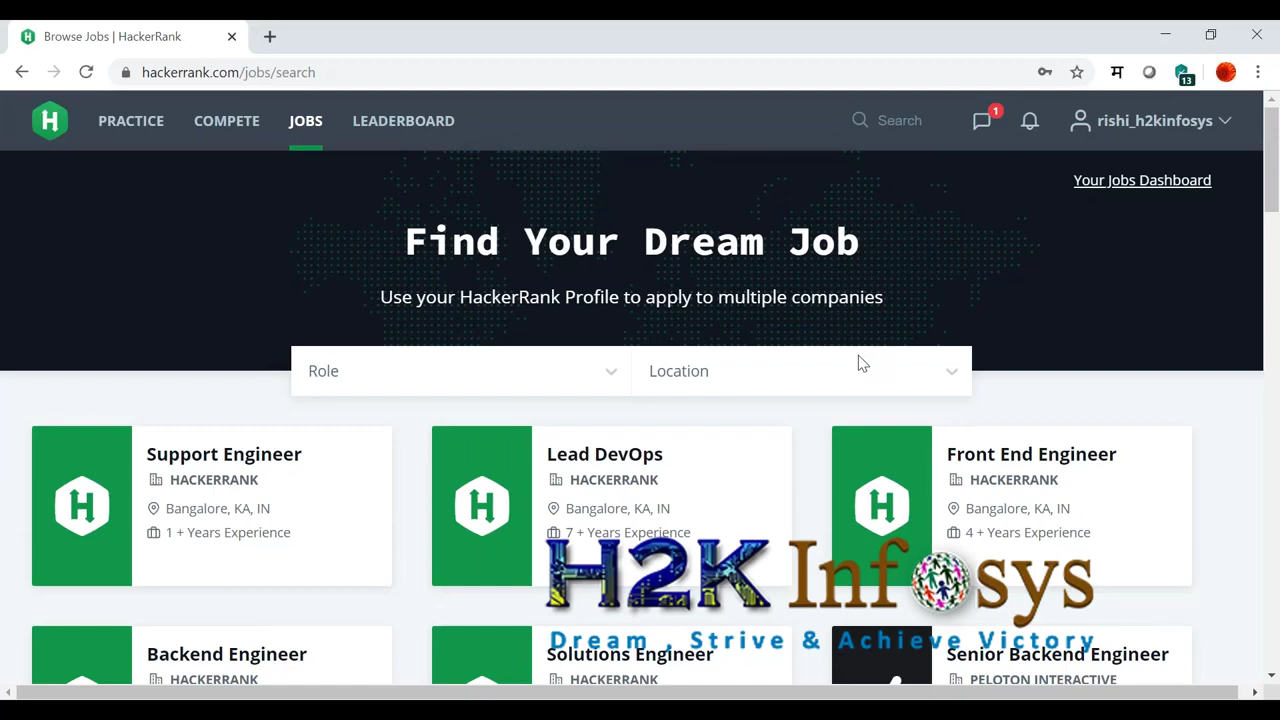 Browse Jobs | HackerRank
hackerrank.com/jobs/search
म
13
H
PRACTICE
COMPETE
JOBS
LEADERBOARD
Search
1
rishi_h2kinfosys
Your Jobs Dashboard
Find Your Dream Job
Use your HackerRank Profile to apply to multiple companies
Role
Location
H
Support Engineer
HACKERRANK
Bangalore, KA, IN
1 + Years Experience
H
Lead DevOps
HACKERRANK
Bangalore, KA, IN
7 + Years Experience
H
Front End Engineer
HACKERRANK
Bangalore, KA, IN
4 + Years Experience
H2K Infosys
Dream , Strive & Achieve Victory
Backend Engineer
HACKERRANK
Solutions Engineer
HACKERRANK
Senior Backend Engineer
PELOTON INTERACTIVE